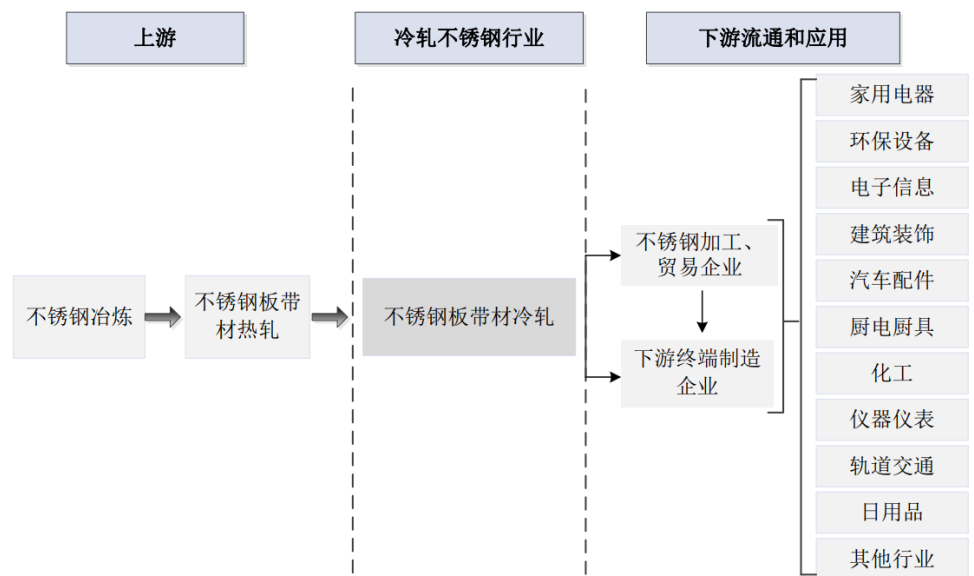 上游
冷轧不锈钢行业
下游流通和应用
不锈钢冶炼
不锈钢板带
材热轧
不锈钢板带材冷轧
不锈钢加工、
贸易企业
下游终端制造
企业
家用电器
环保设备
电子信息
建筑装饰
汽车配件
厨电厨具
化工
仪器仪表
轨道交通
日用品
其他行业